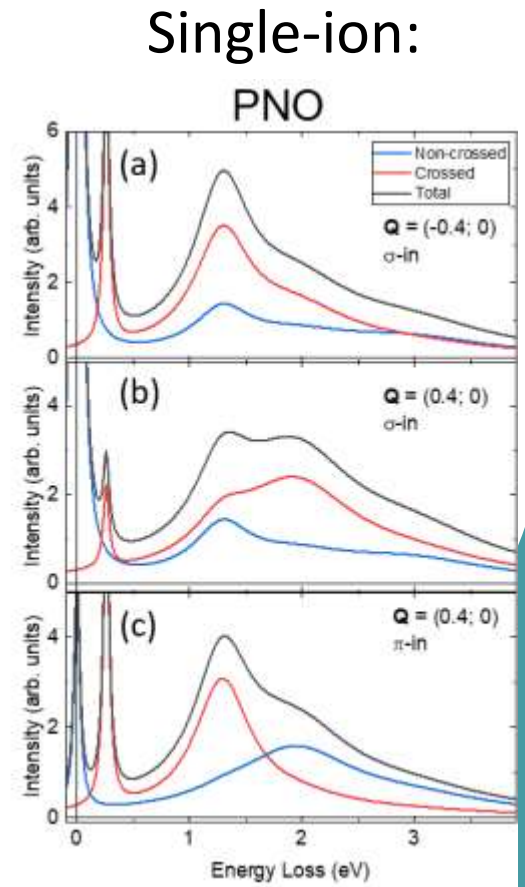 Single-ion:
PNO
6
(a)
Non-crossed
Crossed
Total
Q = (-0.4; 0)
σ-in
4
2
0
Intensity (arb. units)
(b)
Q = (0.4; 0)
σ-in
4
2
0
Intensity (arb. units)
(c)
Q = (0.4; 0)
π-in
4
2
0
Intensity (arb. units)
0 1 2 3
Energy Loss (eV)